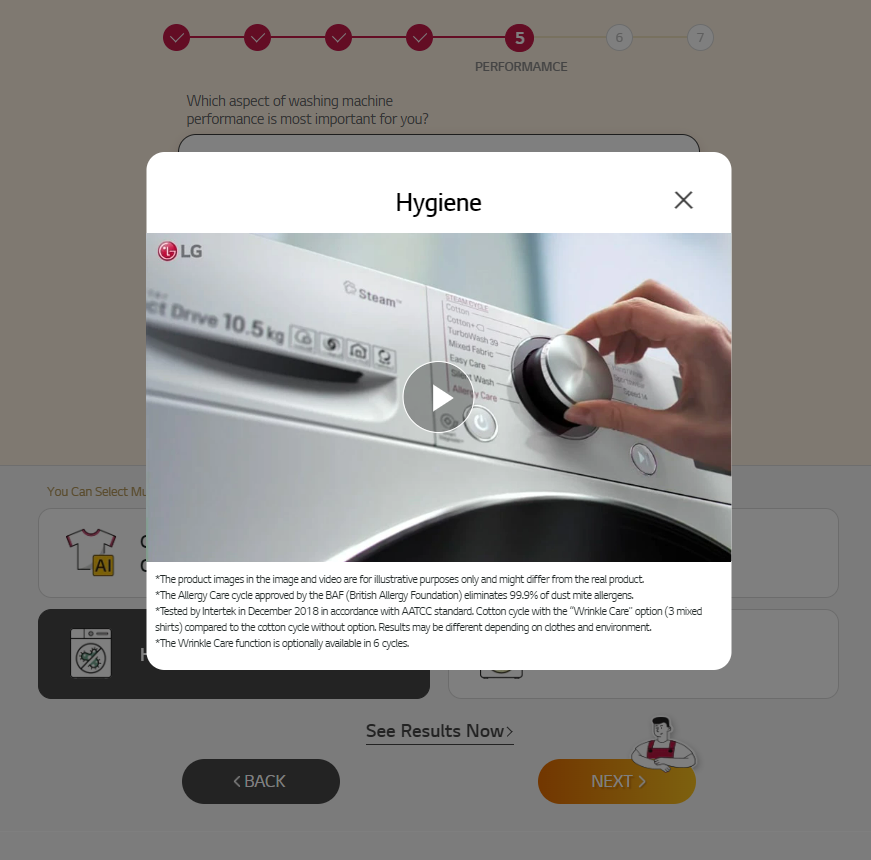 5
6
7
PERFORMAMCE
Which aspect of washing machine
performance is most important for you?
Hygiene
LG
Steam™
ct Drive 10.5kg
STEAM CYCLE
Cotton
Cotton+
TurboWash 39
Mixed Fabric
Easy Care
Silent Wash
Allergy Care
Speed 14
You Can Select Mu
AI
*The product images in the image and video are for illustrative purposes only and might differ from the real product.
*The Allergy Care cycle approved by the BAF (British Allergy Foundation) eliminates 99.9% of dust mite allergens.
*Tested by Intertek in December 2018 in accordance with AATCC standard. Cotton cycle with the “Wrinkle Care” option (3 mixed
shirts) compared to the cotton cycle without option. Results may be different depending on clothes and environment.
*The Wrinkle Care function is optionally available in 6 cycles.
H
See Results Now>
< BACK
NEXT >